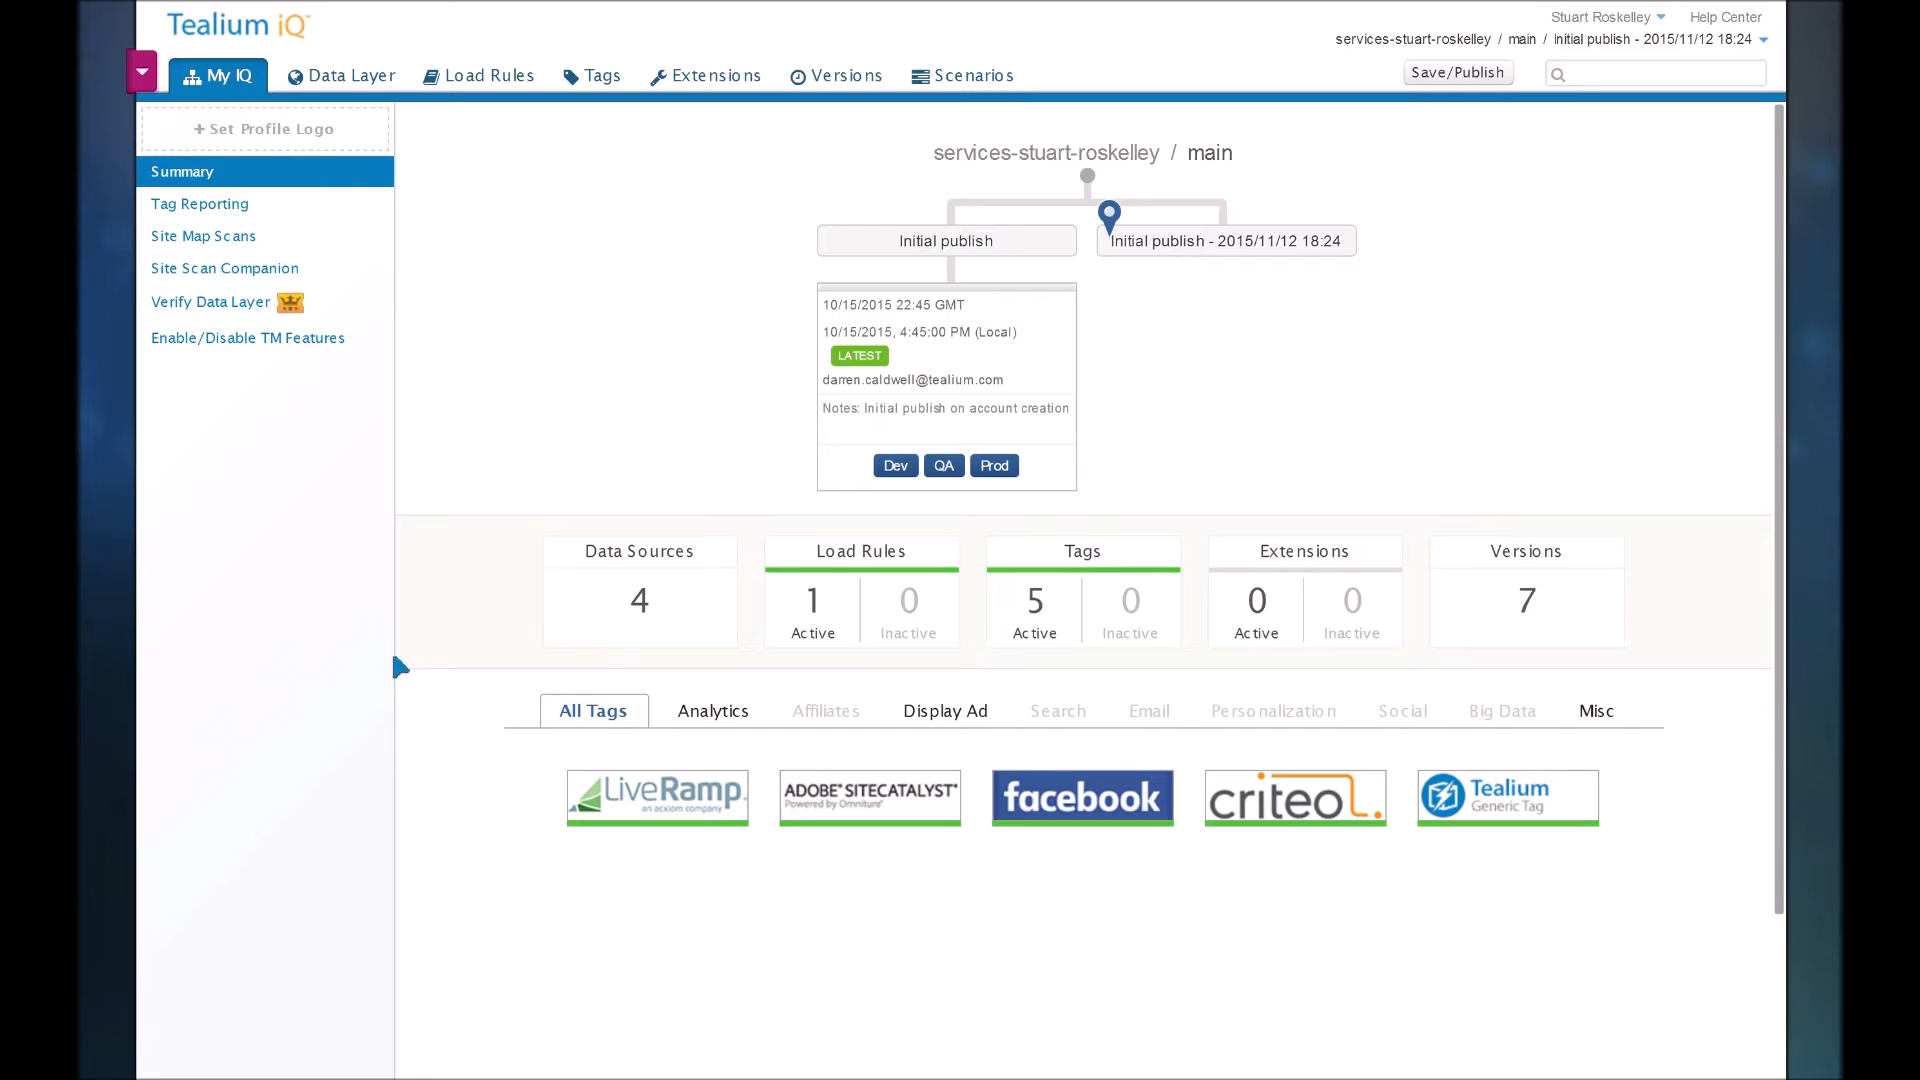 Tealium iQ
Stuart Roskelley Help Center
services-stuart-roskelley / main / Initial publish - 2015/11/12 18:24
My IQ Data Layer Load Rules Tags Extensions Versions Scenarios Save/Publish
+ Set Profile Logo
Summary
Tag Reporting
Site Map Scans
Site Scan Companion
Verify Data Layer
Enable/Disable TM Features
services-stuart-roskelley / main
Initial publish
Initial publish - 2015/11/12 18:24
10/15/2015 22:45 GMT
10/15/2015, 4:45:00 PM (Local)
LATEST
darren.caldwell@tealium.com
Notes: Initial publish on account creation
Dev QA Prod
Data Sources
4
Load Rules
1 0
Active Inactive
Tags
5 0
Active Inactive
Extensions
0 0
Active Inactive
Versions
7
All Tags Analytics Affiliates Display Ad Search Email Personalization Social Big Data Misc
LiveRamp
an acxiom company
ADOBE® SITECATALYST®
Powered by Omniture®
facebook
criteo
Tealium
Generic Tag